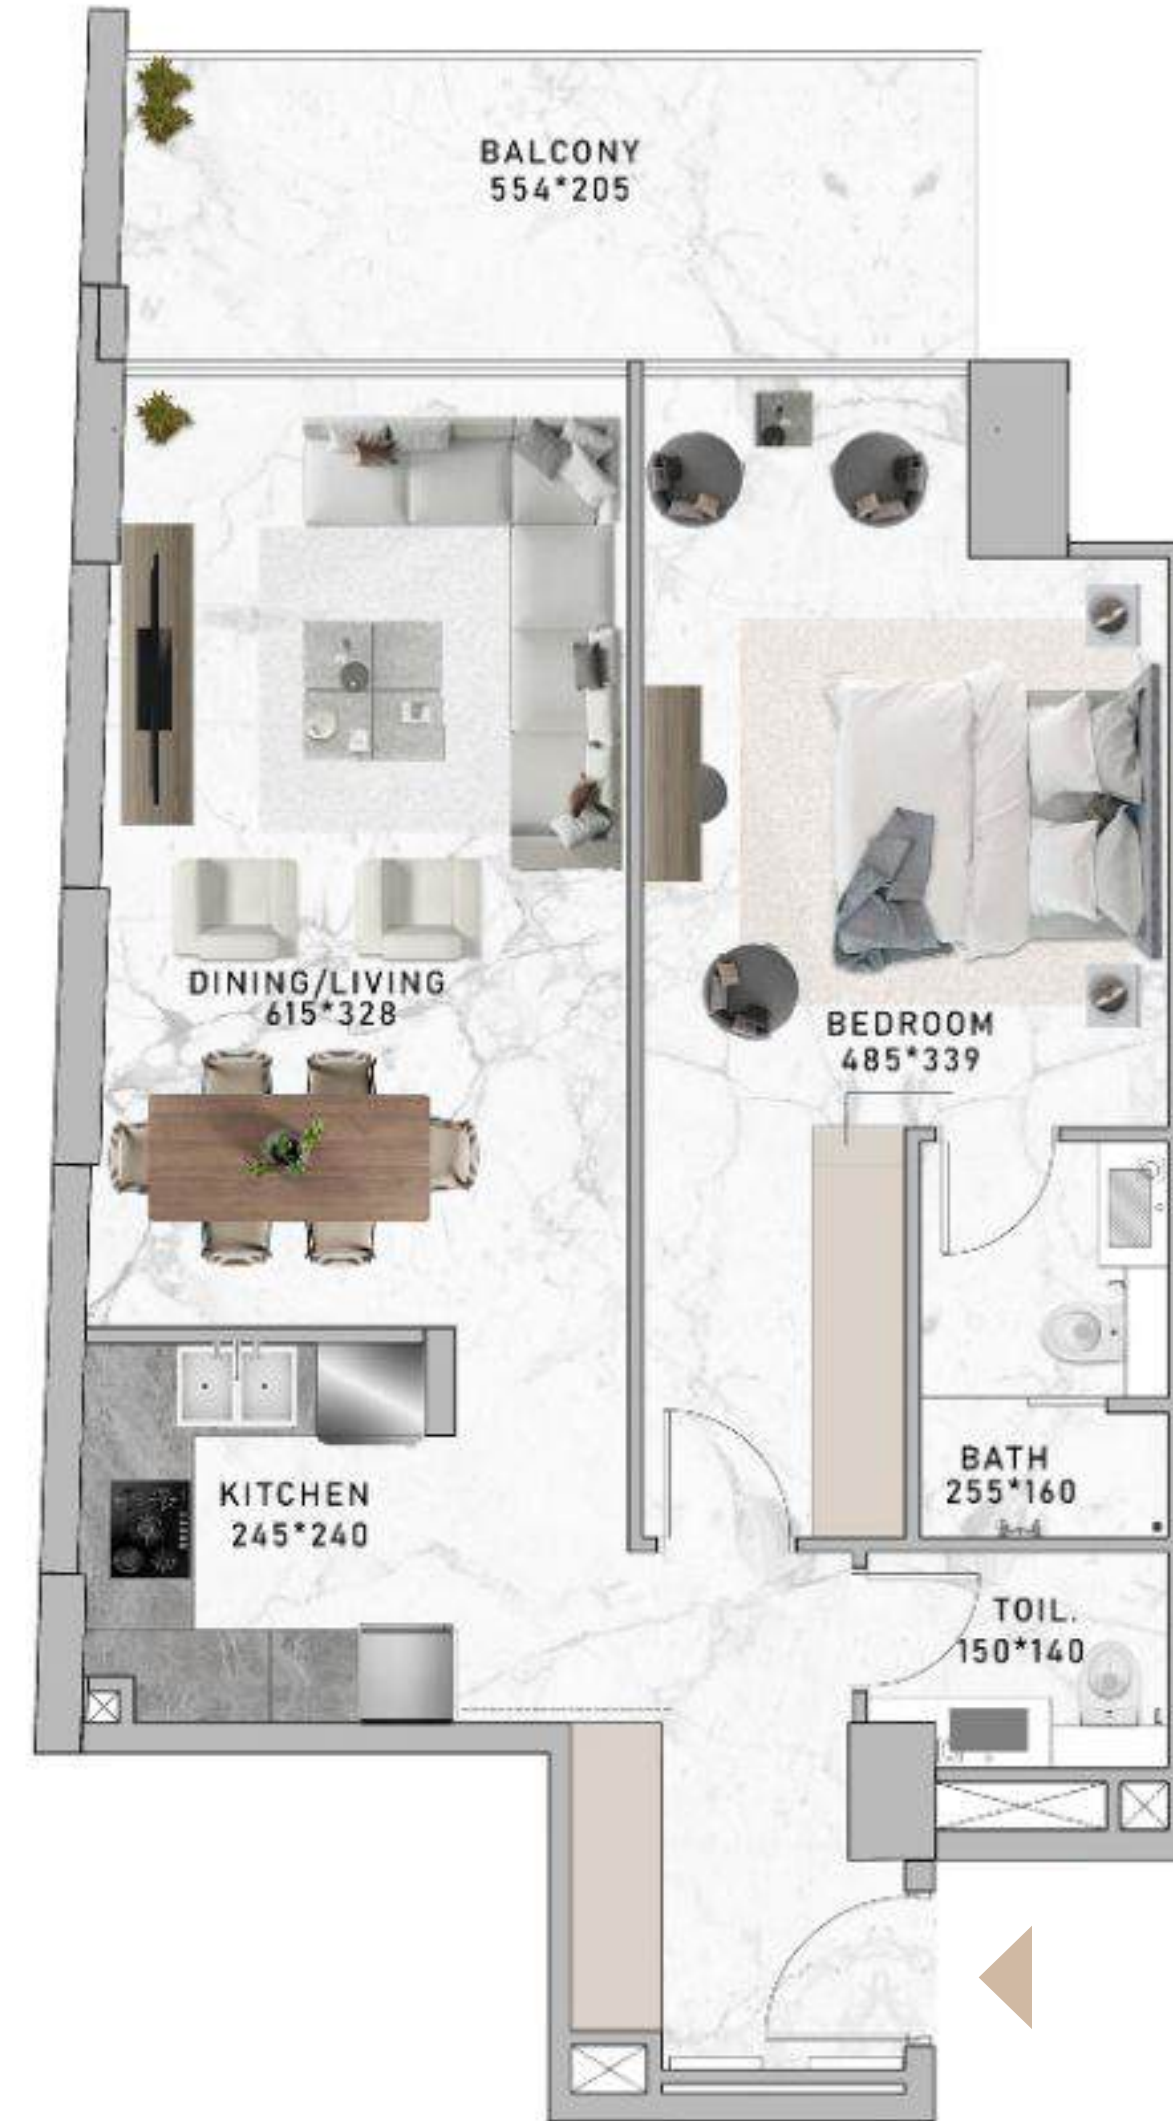 BALCONY
554*205
DINING/LIVING
615*328
BEDROOM
485*339
KITCHEN
245*240
BATH
255*160
TOIL.
150*140